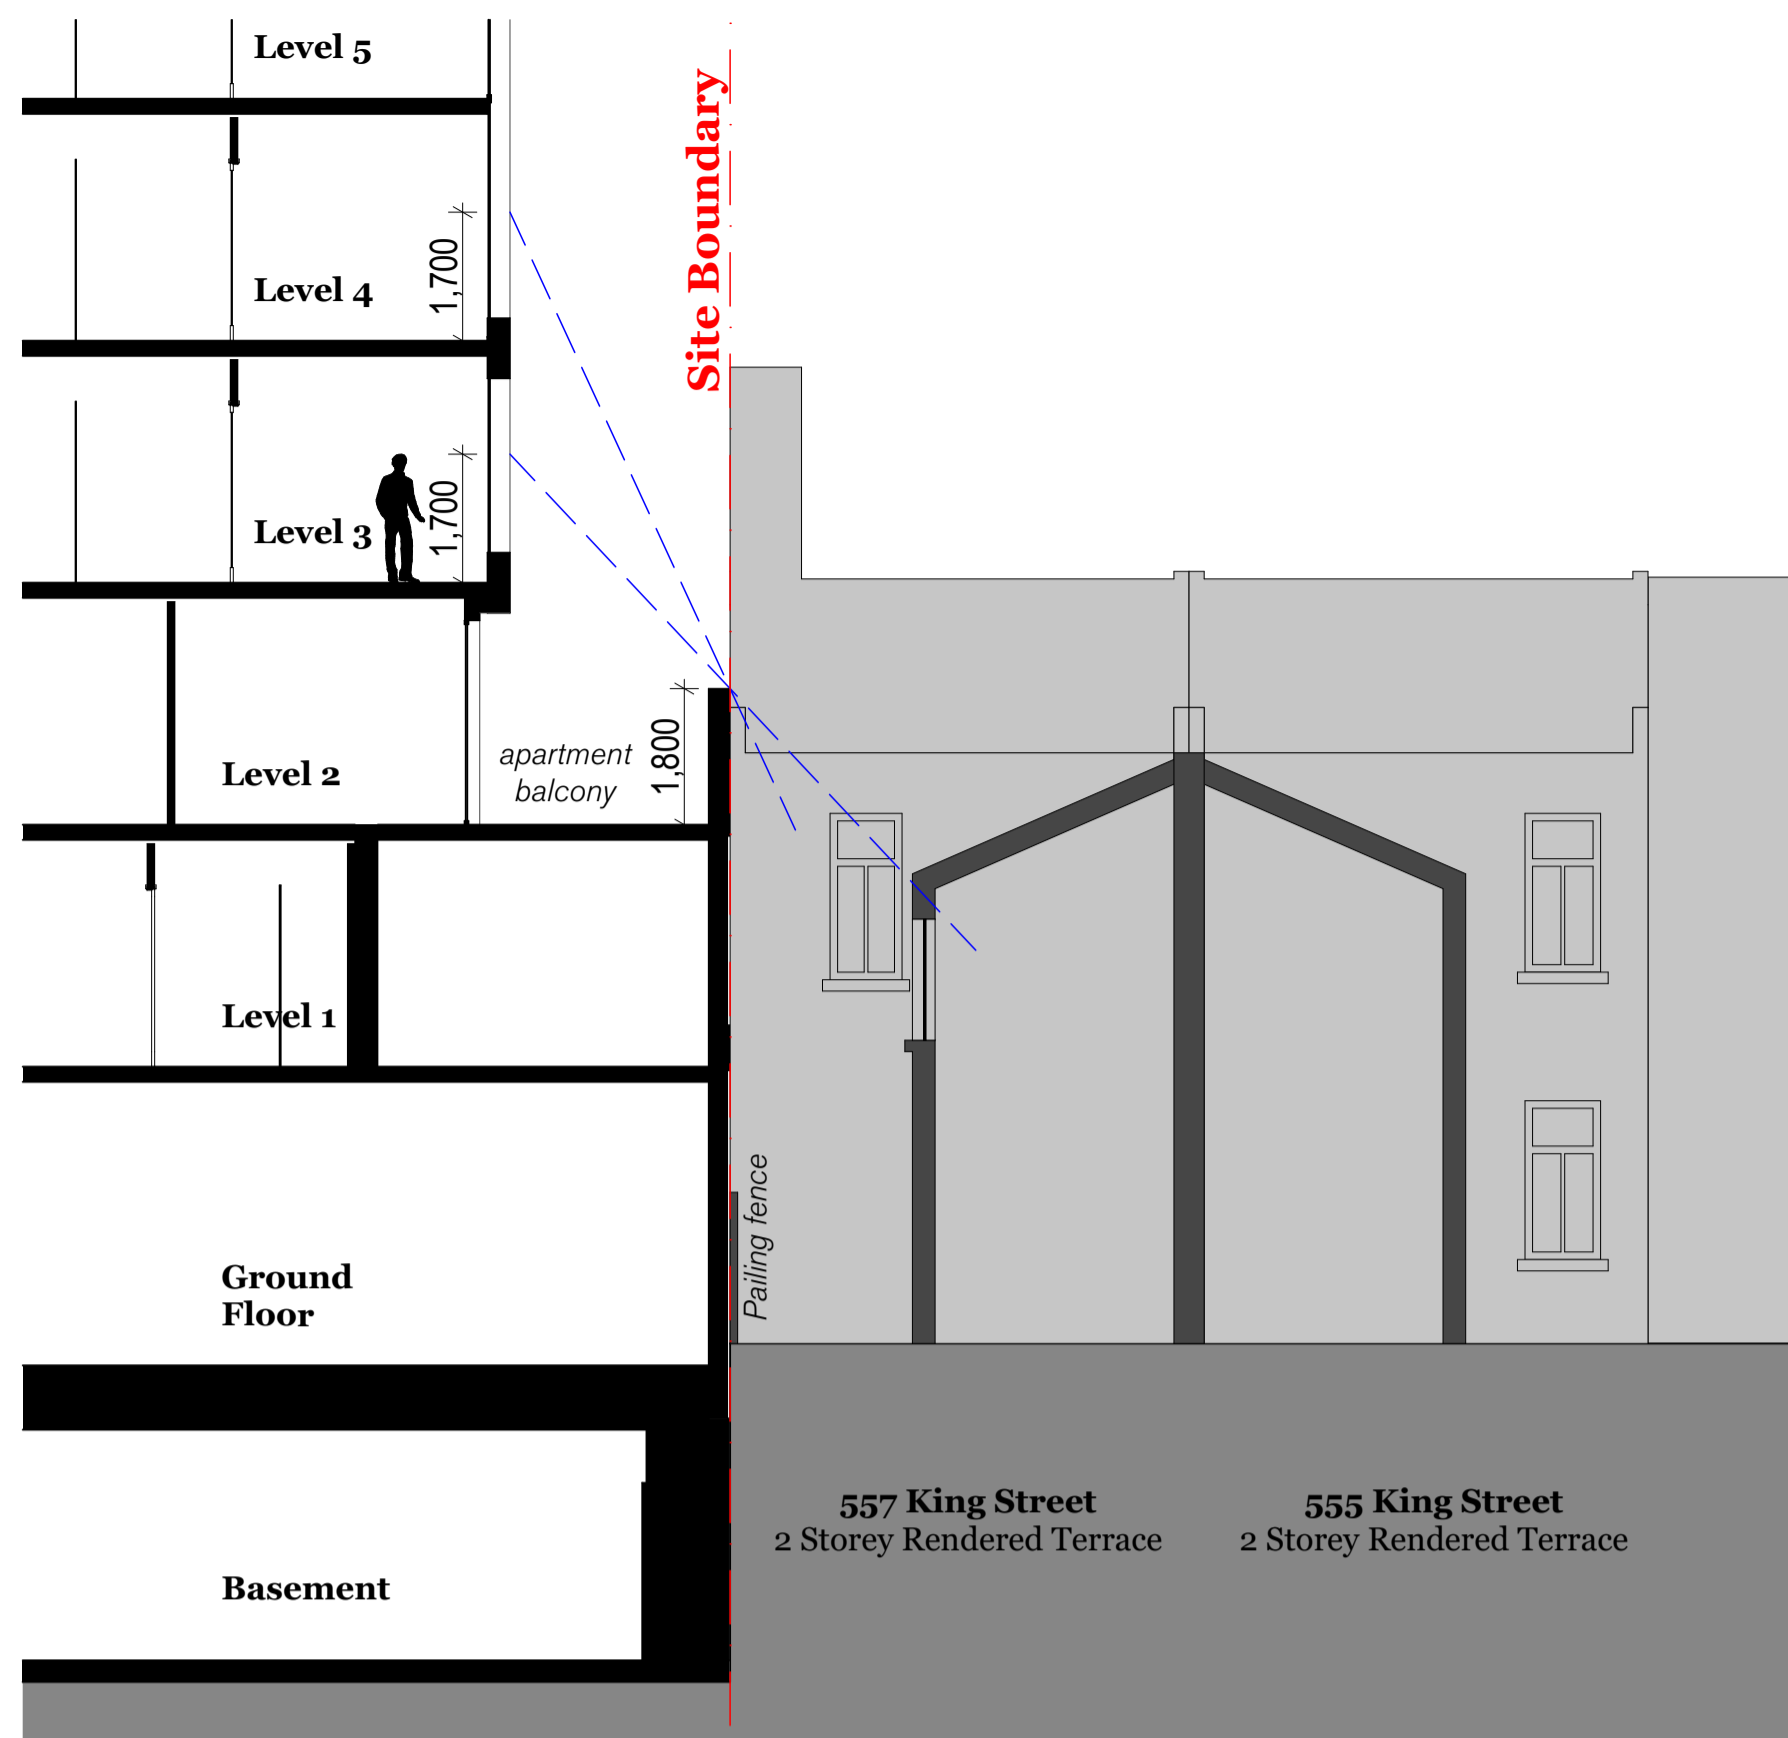 Level 5
Site Boundary
1,700
Level 4
1,700
Level 3
apartment
balcony
1,800
Level 2
Level 1
Pailing fence
Ground
Floor
557 King Street
2 Storey Rendered Terrace
555 King Street
2 Storey Rendered Terrace
Basement